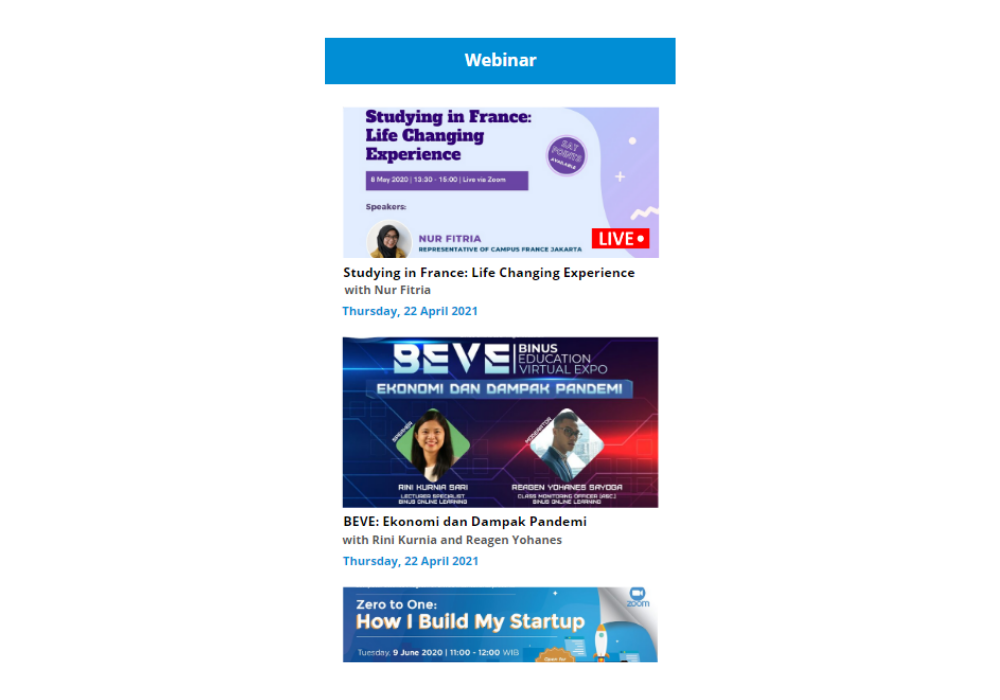 Webinar
Studying in France:
Life Changing
Experience
SAT
POINTS
AVAILABLE
8 May 2020 | 13:30 - 15:00 | Live via Zoom
Speakers:
NUR FITRIA
REPRESENTATIVE OF CAMPUS FRANCE JAKARTA
LIVE
Studying in France: Life Changing Experience
with Nur Fitria
Thursday, 22 April 2021
BEVE
BINUS
EDUCATION
VIRTUAL EXPO
EKONOMI DAN DAMPAK PANDEMI
SPEAKER
MODERATOR
RINI KURNIA SARI
LECTURER SPECIALIST
BINUS ONLINE LEARNING
REAGEN YOHANES SAYOGA
CLASS MONITORING OFFICER (ABC)
BINUS ONLINE LEARNING
BEVE: Ekonomi dan Dampak Pandemi
with Rini Kurnia and Reagen Yohanes
Thursday, 22 April 2021
zoom
Zero to One:
How I Build My Startup
Tuesday, 9 June 2020 | 11:00 - 12:00 WIB
Open for